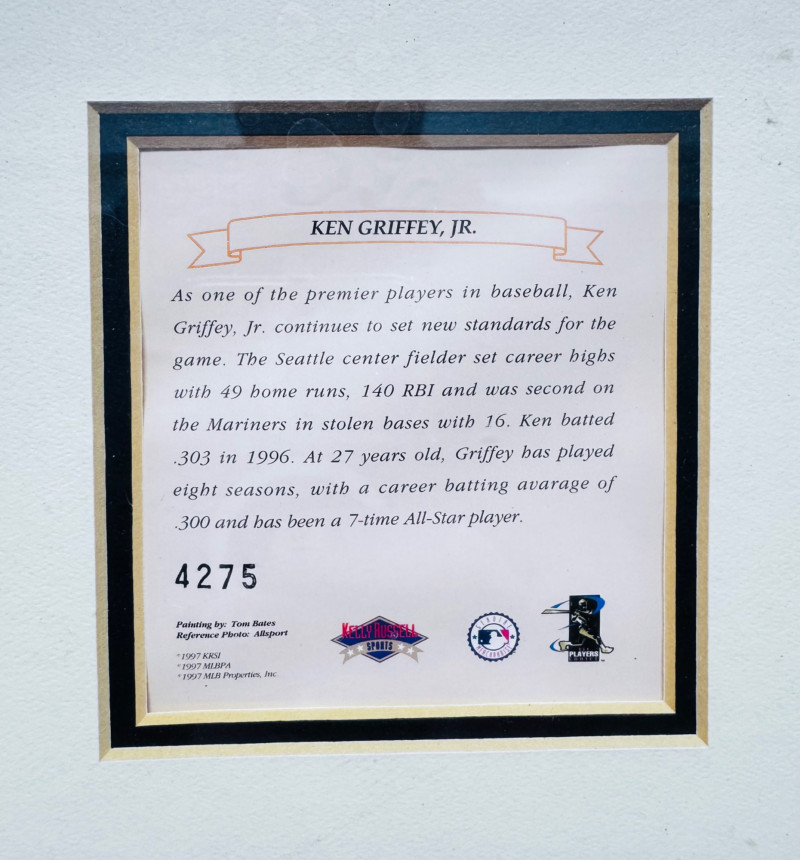 KEN GRIFFEY, JR.
As one of the premier players in baseball, Ken
Griffey, Jr. continues to set new standards for the
game. The Seattle center fielder set career highs
with 49 home runs, 140 RBI and was second on
the Mariners in stolen bases with 16. Ken batted
.303 in 1996. At 27 years old, Griffey has played
eight seasons, with a career batting avarage of
.300 and has been a 7-time All-Star player.
4275
Painting by: Tom Bates
Reference Photo: Allsport
©1997 KRSI
©1997 MLBPA
©1997 MLB Properties, Inc.
KELLY RUSSELL
SPORTS
GENUINE
MERCHANDISE
PLAYERS
CHOICE